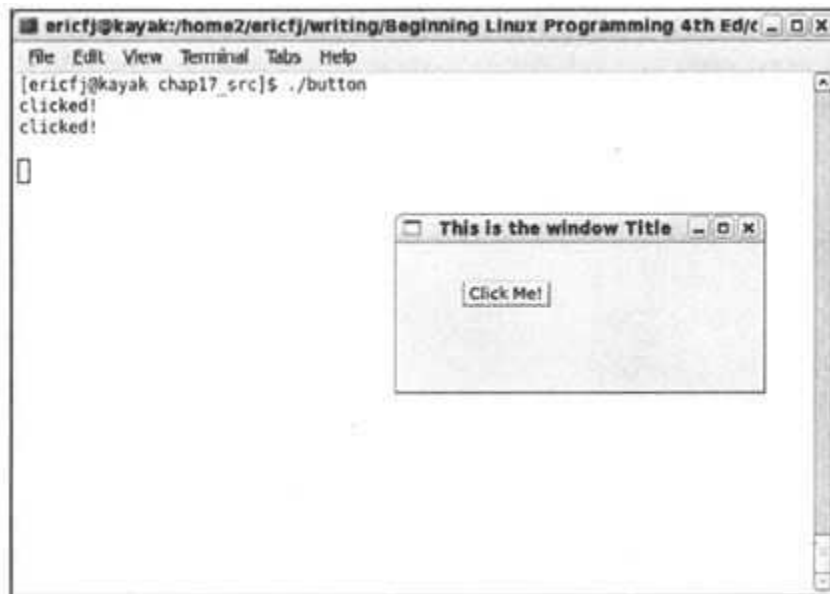 ericfj@kayak:/home2/ericfj/writing/Beginning Linux Programming 4th Ed/c
File Edit View Terminal Tabs Help
[ericfj@kayak chap17_src]$ ./button
clicked!
clicked!
This is the window Title
Click Me!